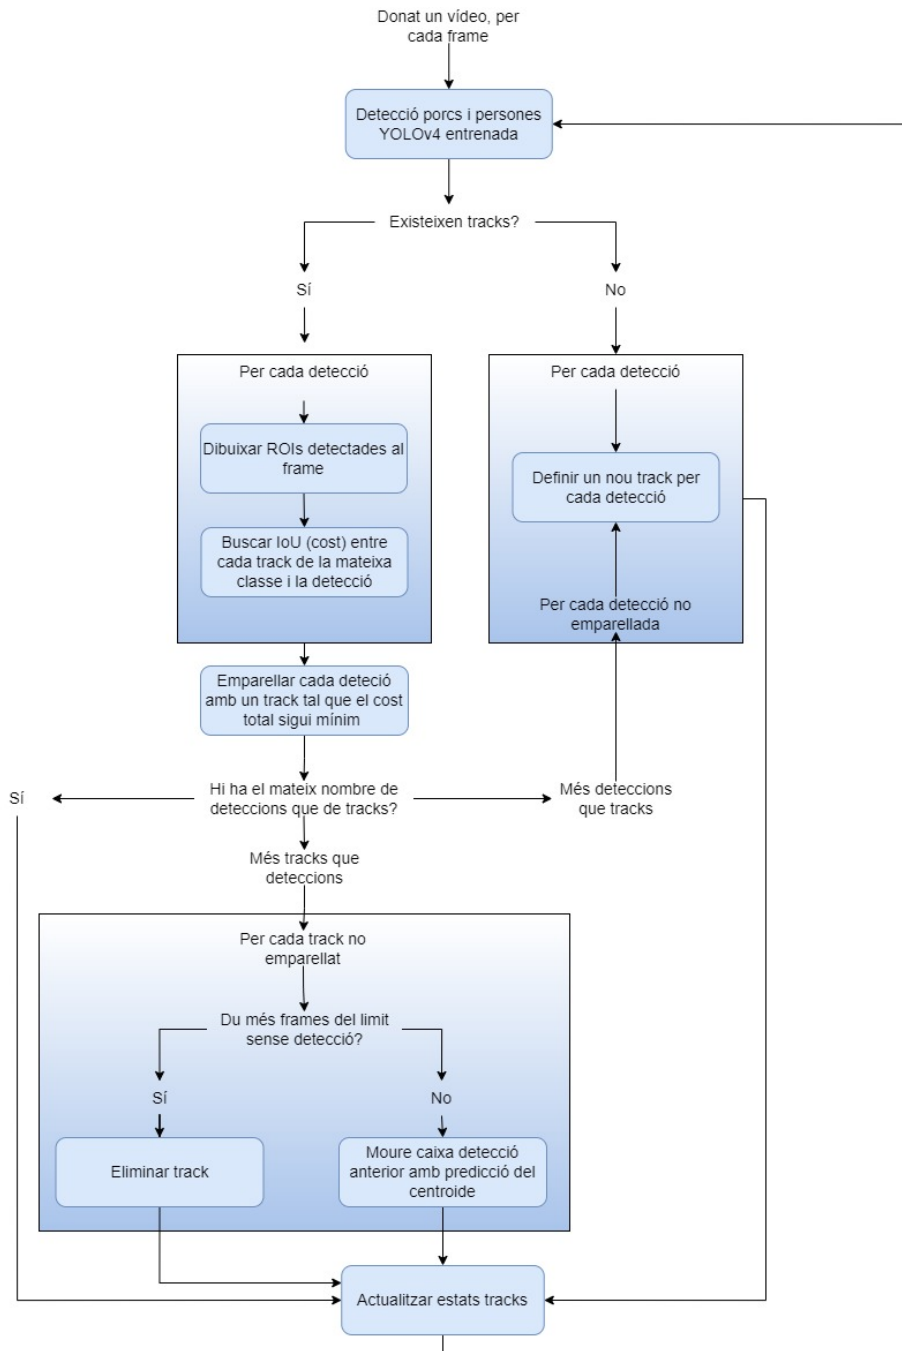 Donat un vídeo, per
cada frame
Detecció porcs i persones
YOLOv4 entrenada
Existeixen tracks?
Sí
No
Per cada detecció
Dibuixar ROIs detectades al
frame
Buscar IoU (cost) entre
cada track de la mateixa
classe i la detecció
Per cada detecció
Definir un nou track per
cada detecció
Per cada detecció no
emparellada
Emparellar cada deteció
amb un track tal que el cost
total sigui mínim
Sí
Hi ha el mateix nombre de
deteccions que de tracks?
Més deteccions
que tracks
Més tracks que
deteccions
Per cada track no
emparellat
Du més frames del limit
sense detecció?
Sí
No
Eliminar track
Moure caixa detecció
anterior amb predicció del
centroide
Actualitzar estats tracks